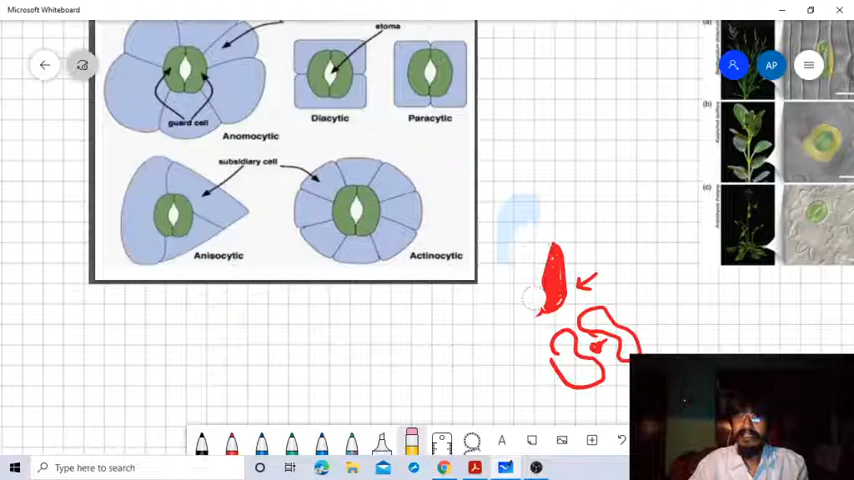 Microsoft Whiteboard
stoma
guard cell
Anomocytic
Diacytic
Paracytic
subsidiary cell
Anisocytic
Actinocytic
(a)
(b)
(c)
AP
A
Type here to search